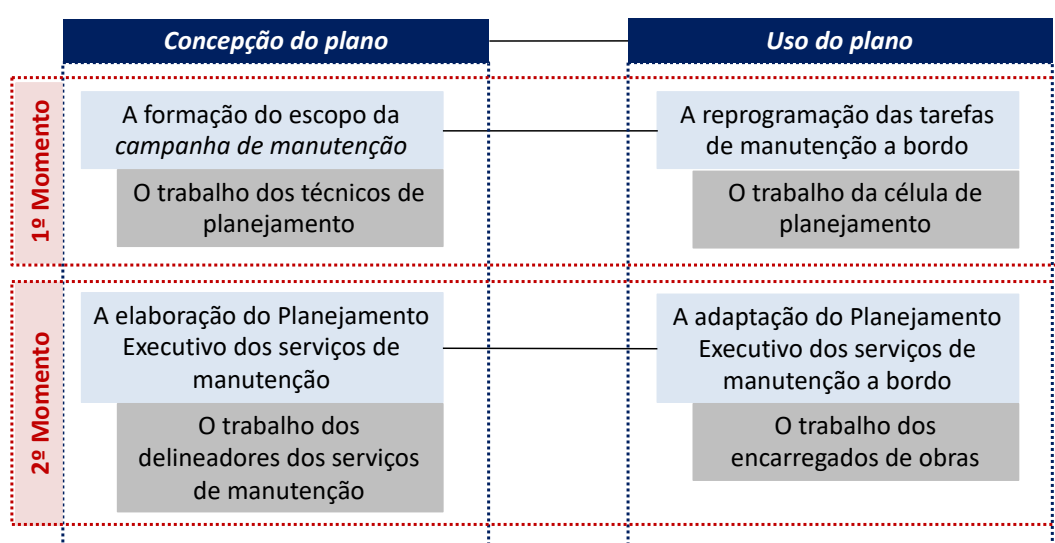 Concepção do plano
Uso do plano
1º Momento
A formação do escopo da
campanha de manutenção
O trabalho dos técnicos de
planejamento
A reprogramação das tarefas
de manutenção a bordo
O trabalho da célula de
planejamento
2º Momento
A elaboração do Planejamento
Executivo dos serviços de
manutenção
O trabalho dos
delineadores dos serviços
de manutenção
A adaptação do Planejamento
Executivo dos serviços de
manutenção a bordo
O trabalho dos
encarregados de obras